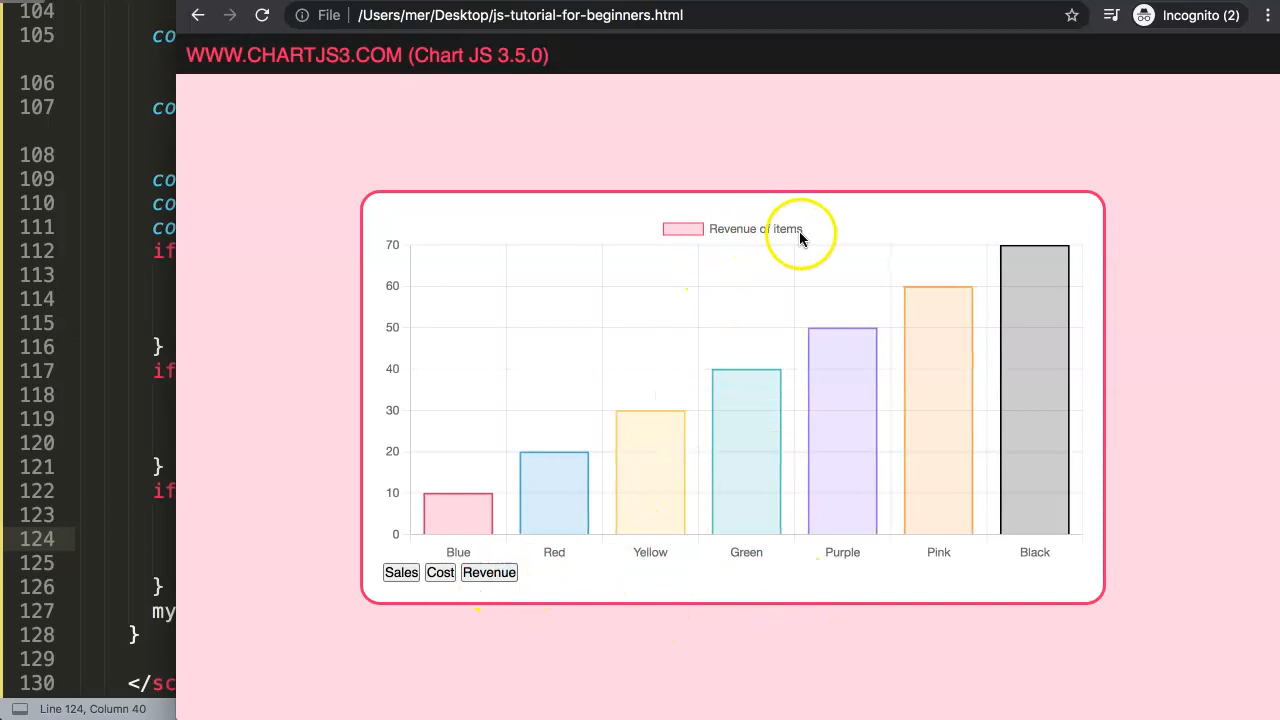 File | /Users/mer/Desktop/js-tutorial-for-beginners.html Incognito (2)
WWW.CHARTJS3.COM (Chart JS 3.5.0)
104
105 co
106
107 co
108
109 co
110 co
111 co
112 if
113
114
115
116 }
117 if
118
119
120
121 }
122 if
123
124
125
126 }
127 my
128 }
129
130 </sc
Revenue of items
70
60
50
40
30
20
10
0
Blue Red Yellow Green Purple Pink Black
Sales Cost Revenue
Line 124, Column 40